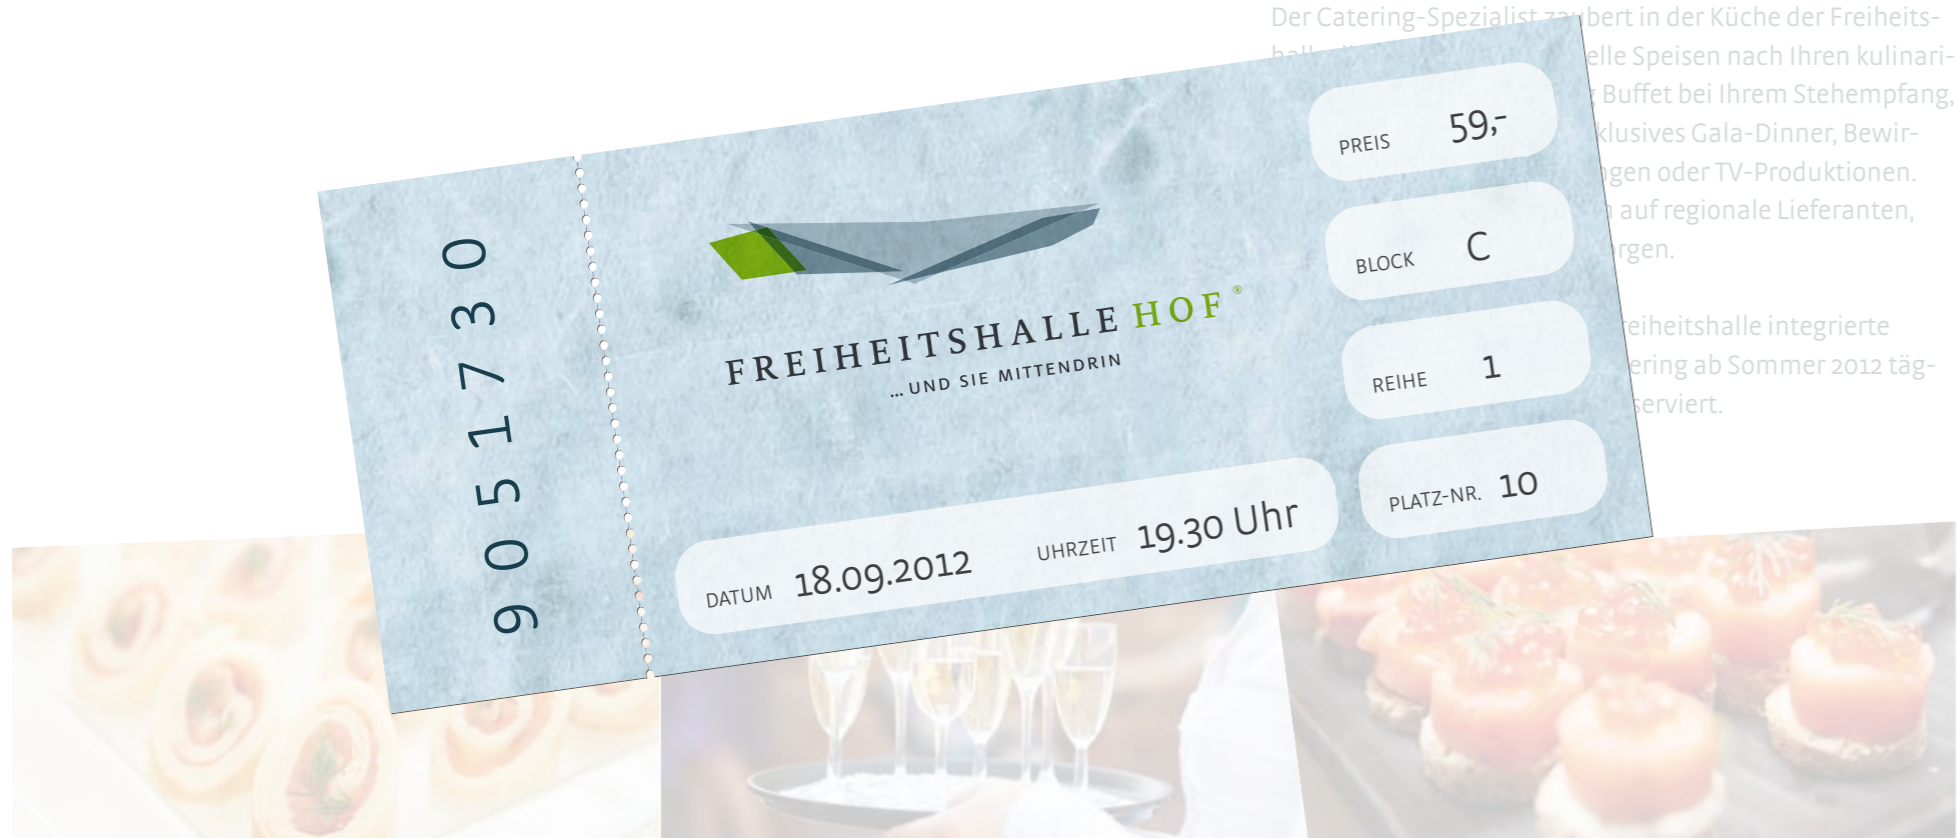 Der Catering-Spezialist zaubert in der Küche der Freiheits-
elle Speisen nach Ihren kulinari-
Buffet bei Ihrem Stehempfang,
klusives Gala-Dinner, Bewir-
gen oder TV-Produktionen.
auf regionale Lieferanten,
rgen.
reiheitshalle integrierte
ering ab Sommer 2012 täg-
serviert.
9051730
FREIHEITSHALLE HOF®
... UND SIE MITTENDRIN
PREIS 59,-
BLOCK C
REIHE 1
PLATZ-NR. 10
DATUM 18.09.2012 UHRZEIT 19.30 Uhr